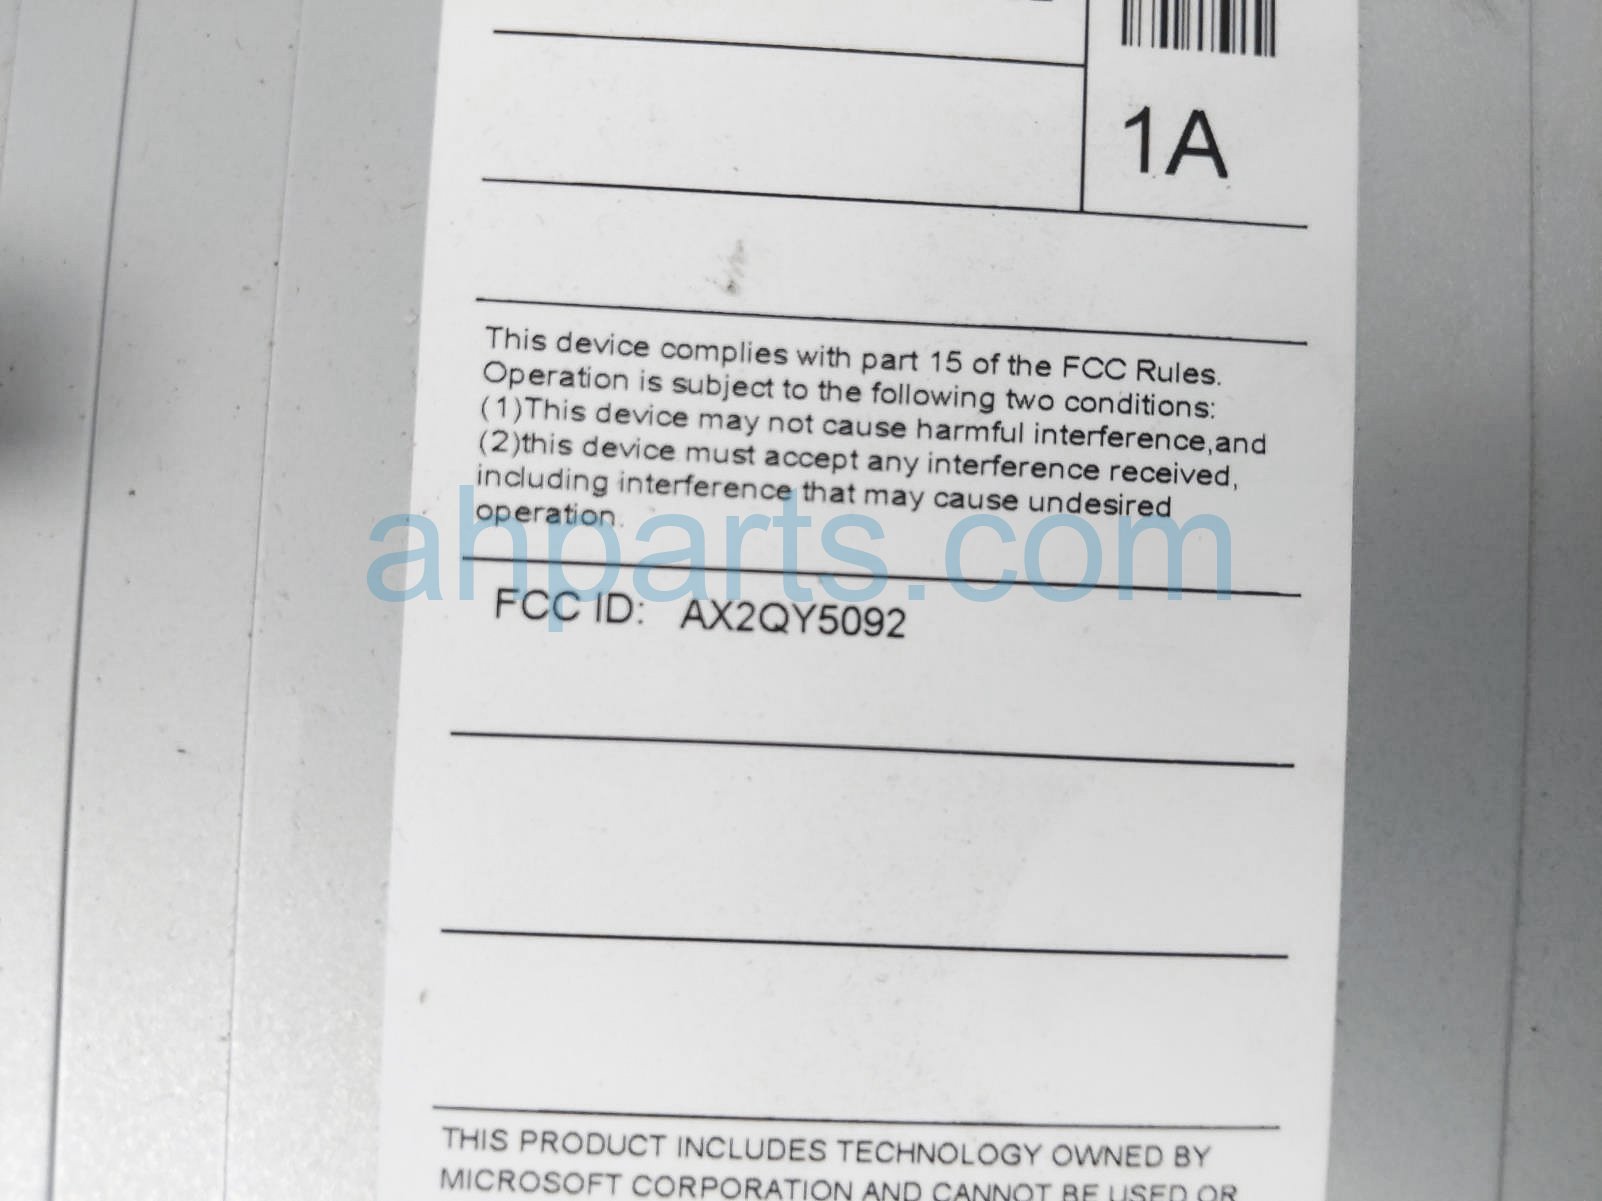 1A
This device complies with part 15 of the FCC Rules.
Operation is subject to the following two conditions:
(1)This device may not cause harmful interference,and
(2)this device must accept any interference received,
including interference that may cause undesired
operation.
ahparts.com
FCC ID: AX2QY5092
THIS PRODUCT INCLUDES TECHNOLOGY OWNED BY
MICROSOFT CORPORATION AND CANNOT BE USED OR